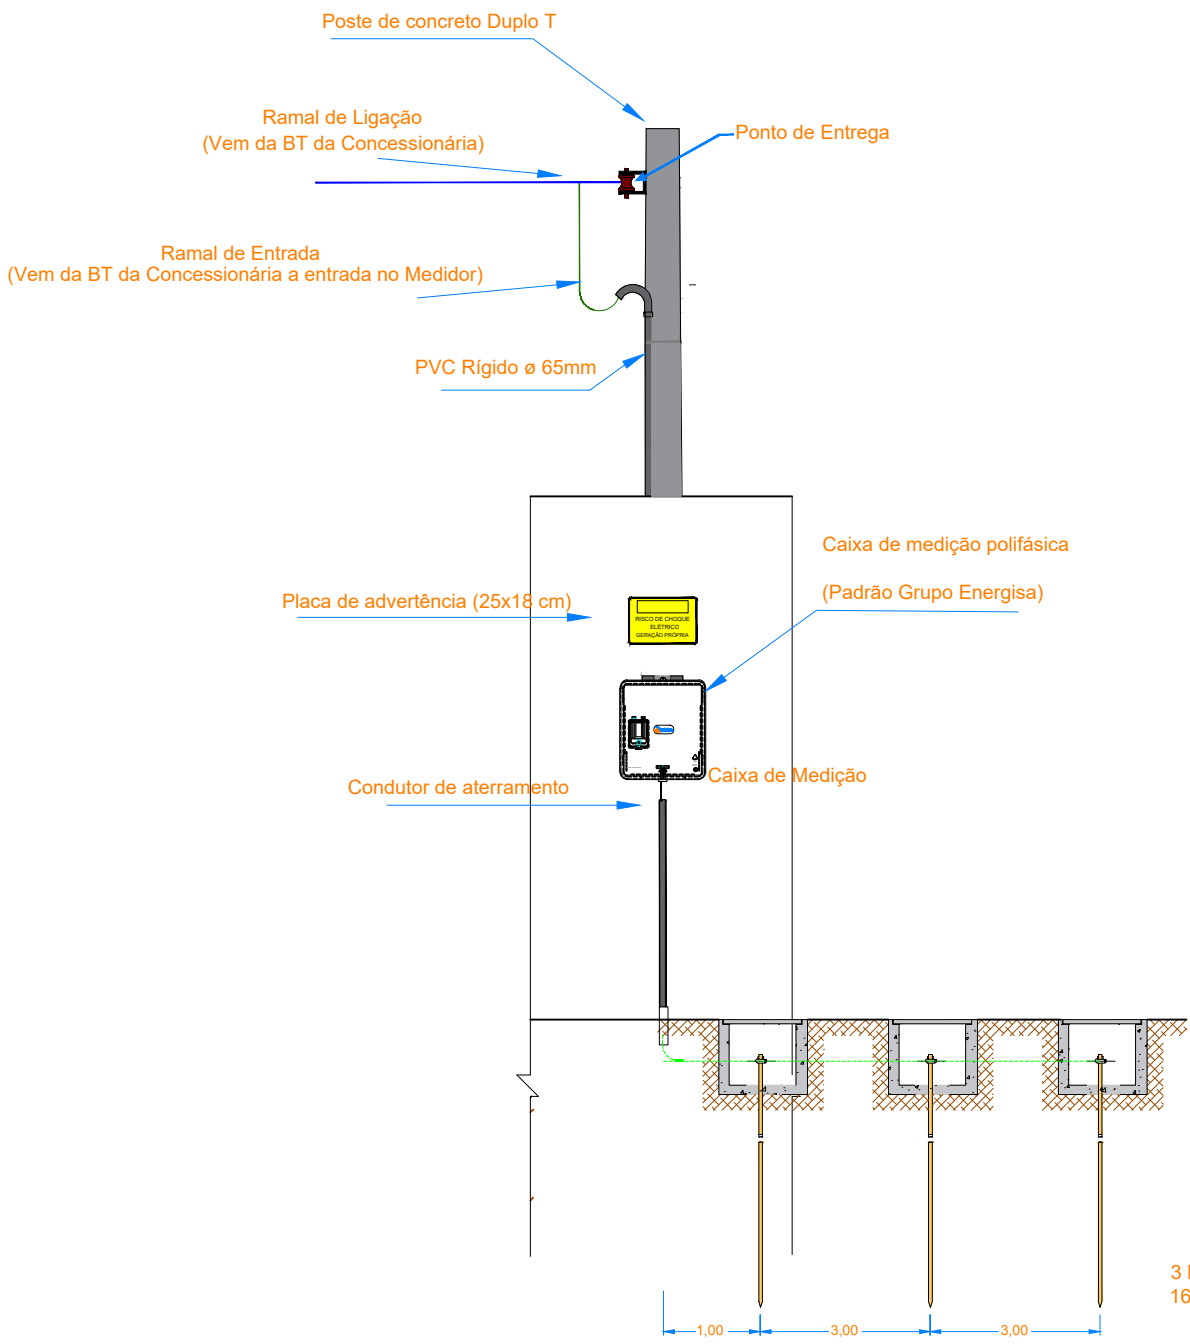 Poste de concreto Duplo T
Ramal de Ligação
(Vem da BT da Concessionária)
Ponto de Entrega
Ramal de Entrada
(Vem da BT da Concessionária a entrada no Medidor)
PVC Rígido ø 65mm
Caixa de medição polifásica
(Padrão Grupo Energisa)
Placa de advertência (25x18 cm)
RISCO DE CHOQUE
ELÉTRICO
GERAÇÃO PRÓPRIA
Caixa de Medição
Condutor de aterramento
3
16
1,00
3,00
3,00